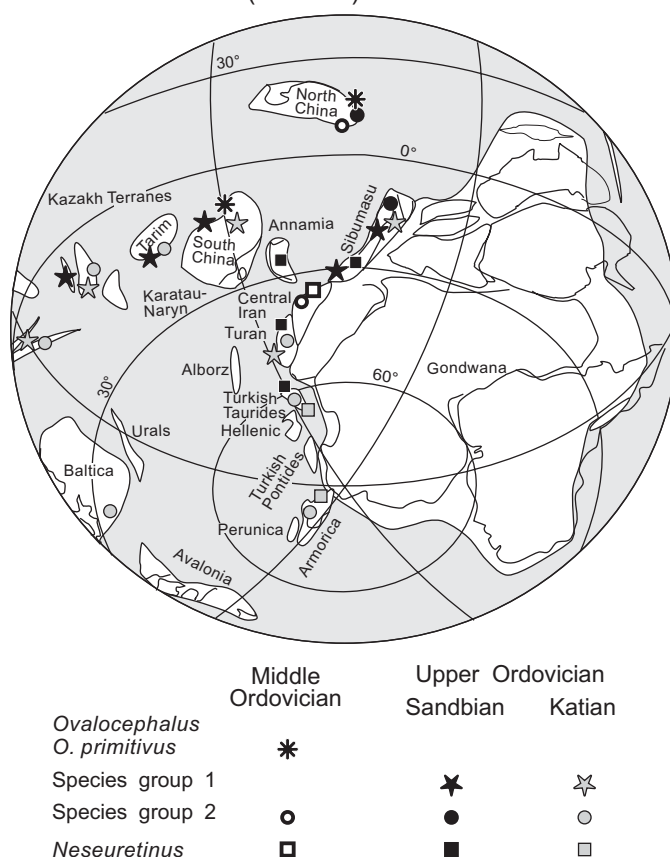 30°
North
China
0°
Kazakh Terranes
Tarim
South
China
Annamia
Sibumasu
Karatau-
Naryn
Central
Iran
Turan
Alborz
30°
60°
Gondwana
Turkish
Taurides
Hellenic
Urals
Baltica
Turkish
Pontides
Perunica
Armorica
Avalonia
Middle
Ordovician
Upper Ordovician
Sandbian Katian
Ovalocephalus
O. primitivus
Species group 1
Species group 2
Neseuretinus